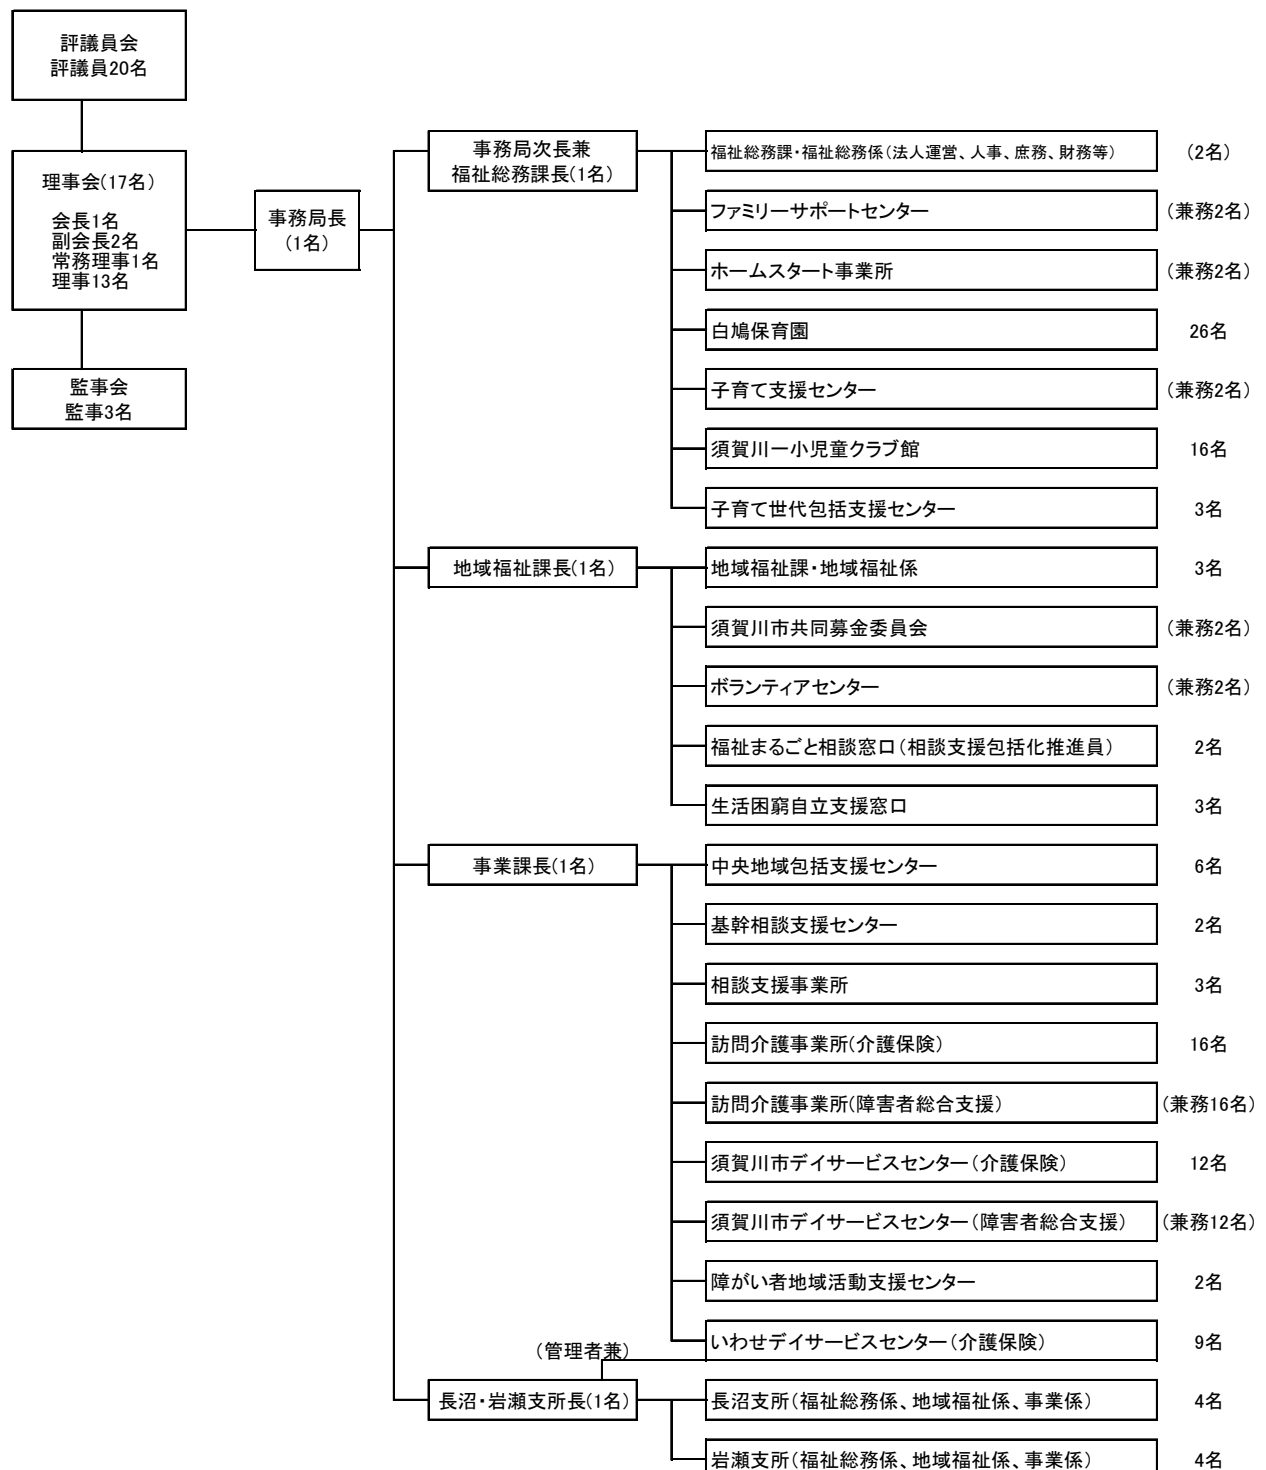 評議員会
評議員20名
理事会(17名)
会長1名
副会長2名
常務理事1名
理事13名
監事会
監事3名
事務局長
(1名)
事務局次長兼
福祉総務課長(1名)
福祉総務課・福祉総務係(法人運営、人事、庶務、財務等) (2名)
ファミリーサポートセンター (兼務2名)
ホームスタート事業所 (兼務2名)
白鳩保育園 26名
子育て支援センター (兼務2名)
須賀川一小児童クラブ館 16名
子育て世代包括支援センター 3名
地域福祉課長(1名)
地域福祉課・地域福祉係 3名
須賀川市共同募金委員会 (兼務2名)
ボランティアセンター (兼務2名)
福祉まるごと相談窓口(相談支援包括化推進員) 2名
生活困窮自立支援窓口 3名
事業課長(1名)
中央地域包括支援センター 6名
基幹相談支援センター 2名
相談支援事業所 3名
訪問介護事業所(介護保険) 16名
訪問介護事業所(障害者総合支援) (兼務16名)
須賀川市デイサービスセンター(介護保険) 12名
須賀川市デイサービスセンター(障害者総合支援) (兼務12名)
障がい者地域活動支援センター 2名
いわせデイサービスセンター(介護保険) 9名
(管理者兼)
長沼・岩瀬支所長(1名)
長沼支所(福祉総務係、地域福祉係、事業係) 4名
岩瀬支所(福祉総務係、地域福祉係、事業係) 4名